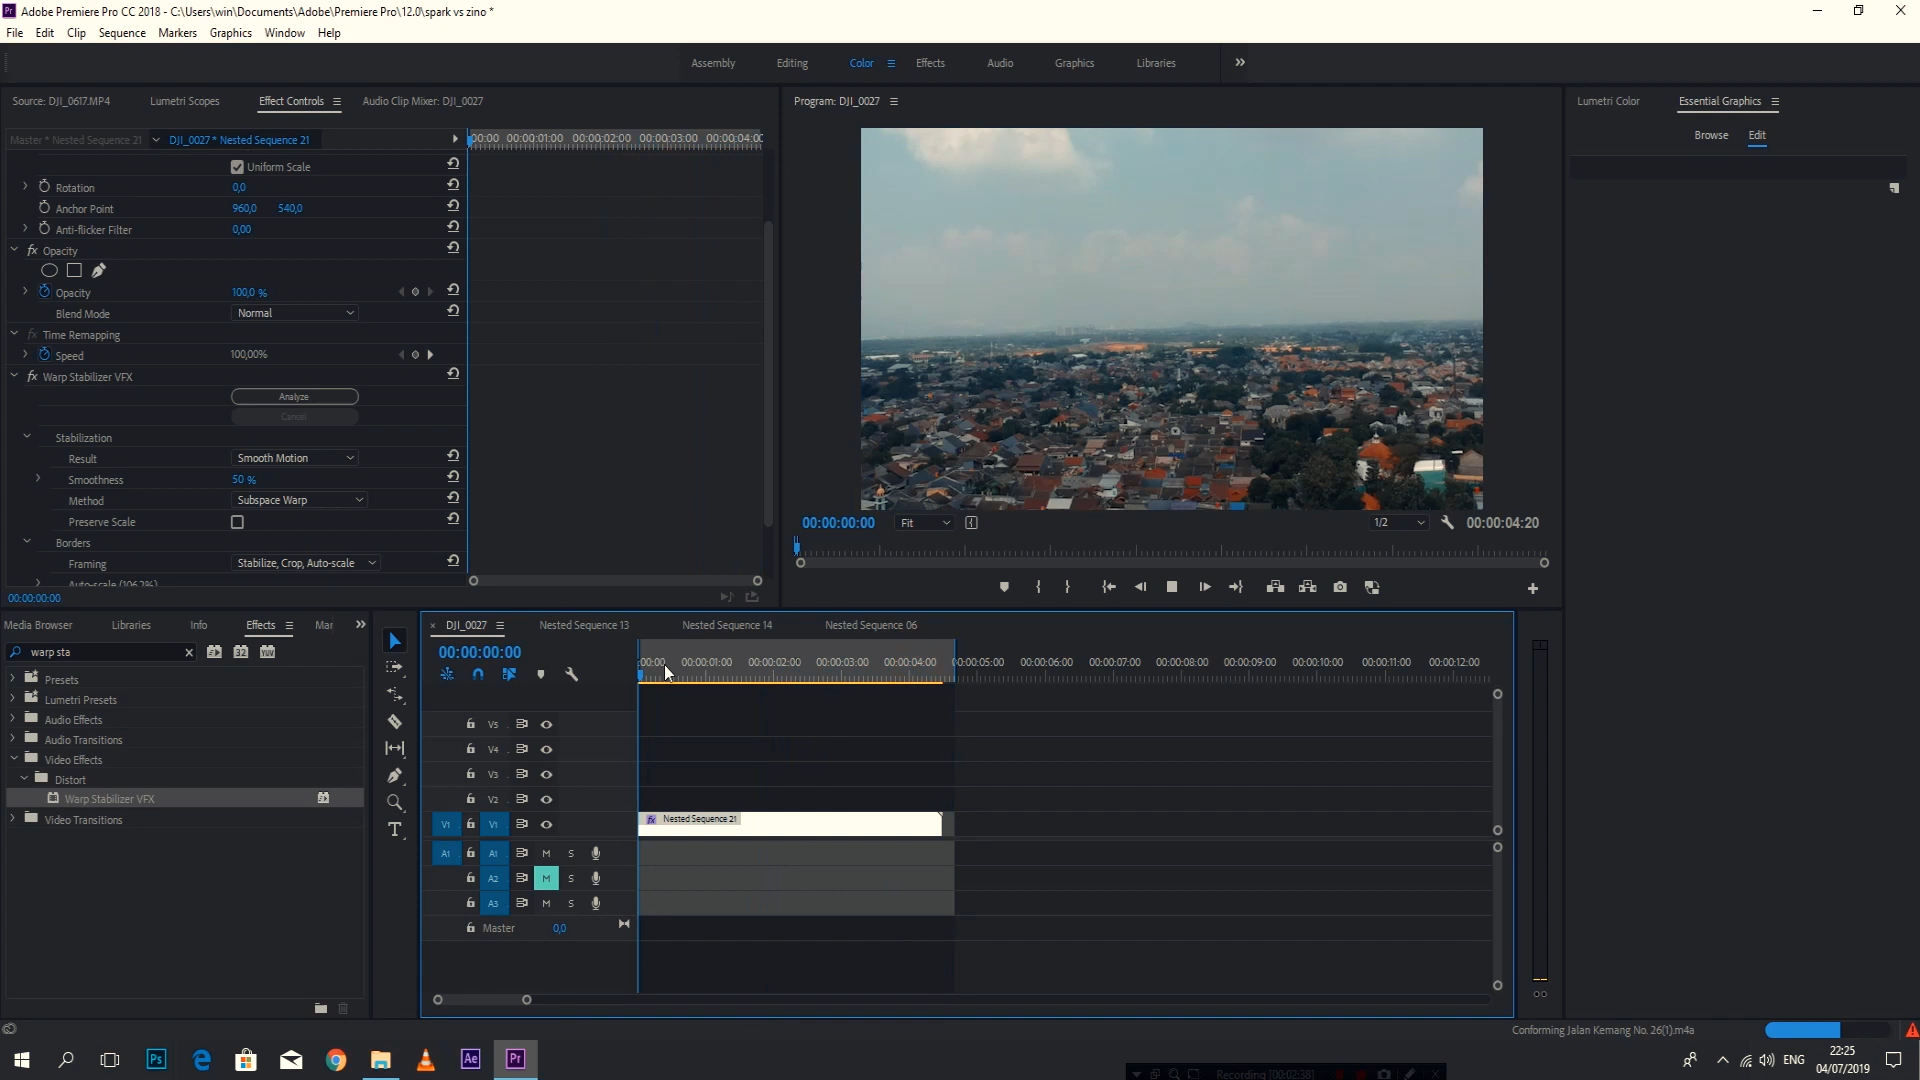 Adobe Premiere Pro CC 2018 - C:\Users\win\Documents\Adobe\Premiere Pro\12.0\spark vs zino *
File Edit Clip Sequence Markers Graphics Window Help
Assembly Editing Color Effects Audio Graphics Libraries
Source: DJI_0617.MP4 Lumetri Scopes Effect Controls Audio Clip Mixer: DJI_0027
Program: DJI_0027
Lumetri Color Essential Graphics
Browse Edit
Master * Nested Sequence 21 DJI_0027 * Nested Sequence 21
:00:00 00:00:01:00 00:00:02:00 00:00:03:00 00:00:04:0
Uniform Scale
Rotation 0,0
Anchor Point 960,0 540,0
Anti-flicker Filter 0,00
fx Opacity
Opacity 100,0 %
Blend Mode Normal
fx Time Remapping
Speed 100,00%
fx Warp Stabilizer VFX
Analyze
Cancel
Stabilization
Result Smooth Motion
Smoothness 50 %
Method Subspace Warp
Preserve Scale
Borders
Framing Stabilize, Crop, Auto-scale
Auto-scale (106,2%)
00:00:00:00
00:00:00:00 Fit 1/2 00:00:04:20
Media Browser Libraries Info Effects Mar
warp sta 32 YUV
Presets
Lumetri Presets
Audio Effects
Audio Transitions
Video Effects
Distort
Warp Stabilizer VFX
Video Transitions
DJI_0027 Nested Sequence 13 Nested Sequence 14 Nested Sequence 06
00:00:00:00
:00:00 00:00:01:00 00:00:02:00 00:00:03:00 00:00:04:00 00:00:05:00 00:00:06:00 00:00:07:00 00:00:08:00 00:00:09:00 00:00:10:00 00:00:11:00 00:00:12:00
V5
V4
V3
V2
V1 V1 fx Nested Sequence 21
A1 A1 M S
A2 M S
A3 M S
Master 0,0
Conforming Jalan Kemang No. 26(1).m4a
Ps Ae Pr
Recording [00:02:38]
ENG
22:25
04/07/2019